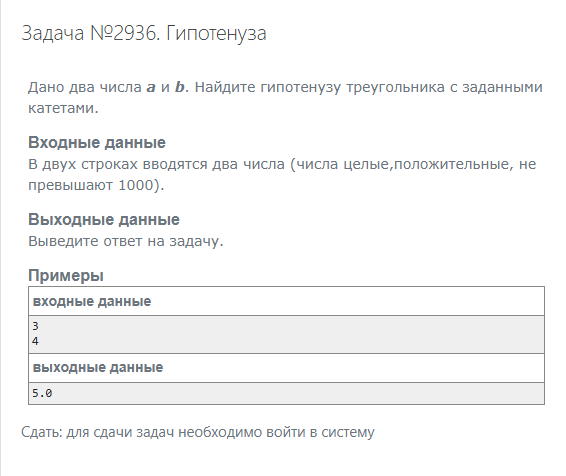 Задача №2936. Гипотенуза
Дано два числа a и b. Найдите гипотенузу треугольника с заданными
катетами.
Входные данные
В двух строках вводятся два числа (числа целые,положительные, не
превышают 1000).
Выходные данные
Выведите ответ на задачу.
Примеры
входные данные
3
4
выходные данные
5.0
Сдать: для сдачи задач необходимо войти в систему